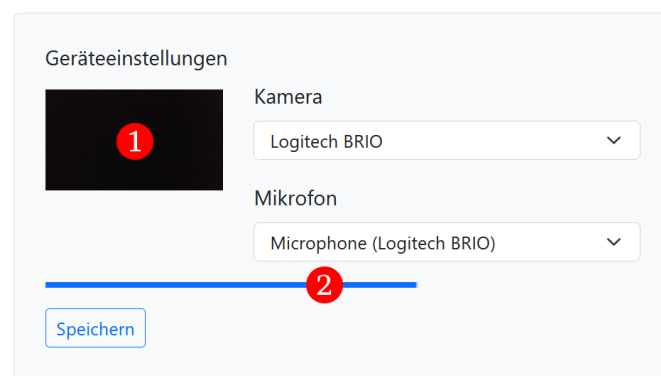 Geräteeinstellungen
1
Kamera
Logitech BRIO
Mikrofon
Microphone (Logitech BRIO)
2
Speichern